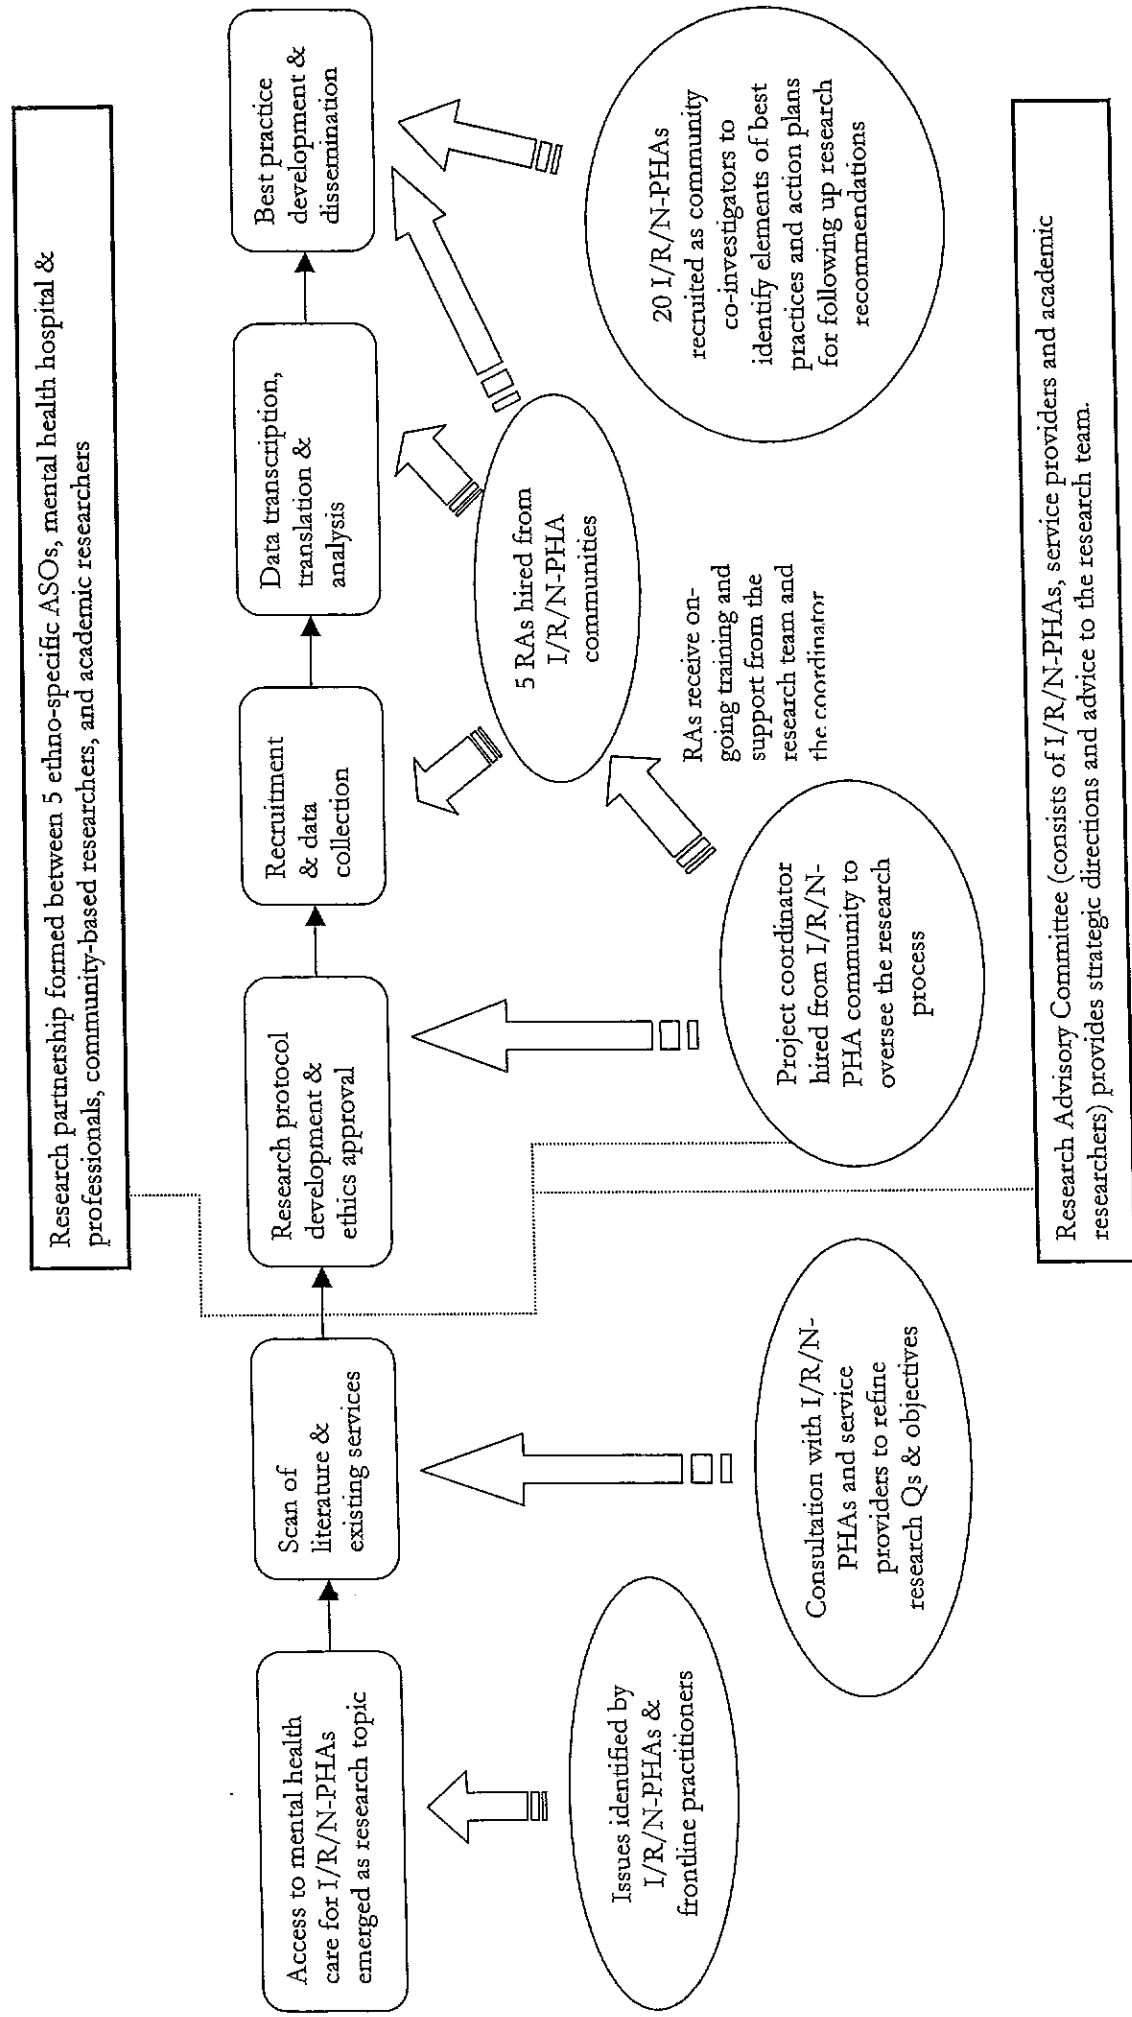 Research partnership formed between 5 ethno-specific ASOs, mental health hospital &
professionals, community-based researchers, and academic researchers
Access to mental health
care for I/R/N-PHAs
emerged as research topic
Scan of
literature &
existing services
Research protocol
development &
ethics approval
Recruitment
& data
collection
Data transcription,
translation &
analysis
Best practice
development &
dissemination
Issues identified by
I/R/N-PHAs &
frontline practitioners
Consultation with I/R/N-
PHAs and service
providers to refine
research Qs & objectives
Project coordinator
hired from I/R/N-
PHA community to
oversee the research
process
5 RAs hired from
I/R/N-PHA
communities
RAs receive on-
going training and
support from the
research team and
the coordinator
20 I/R/N-PHAs
recruited as community
co-investigators to
identify elements of best
practices and action plans
for following up research
recommendations
Research Advisory Committee (consists of I/R/N-PHAs, service providers and academic
researchers) provides strategic directions and advice to the research team.